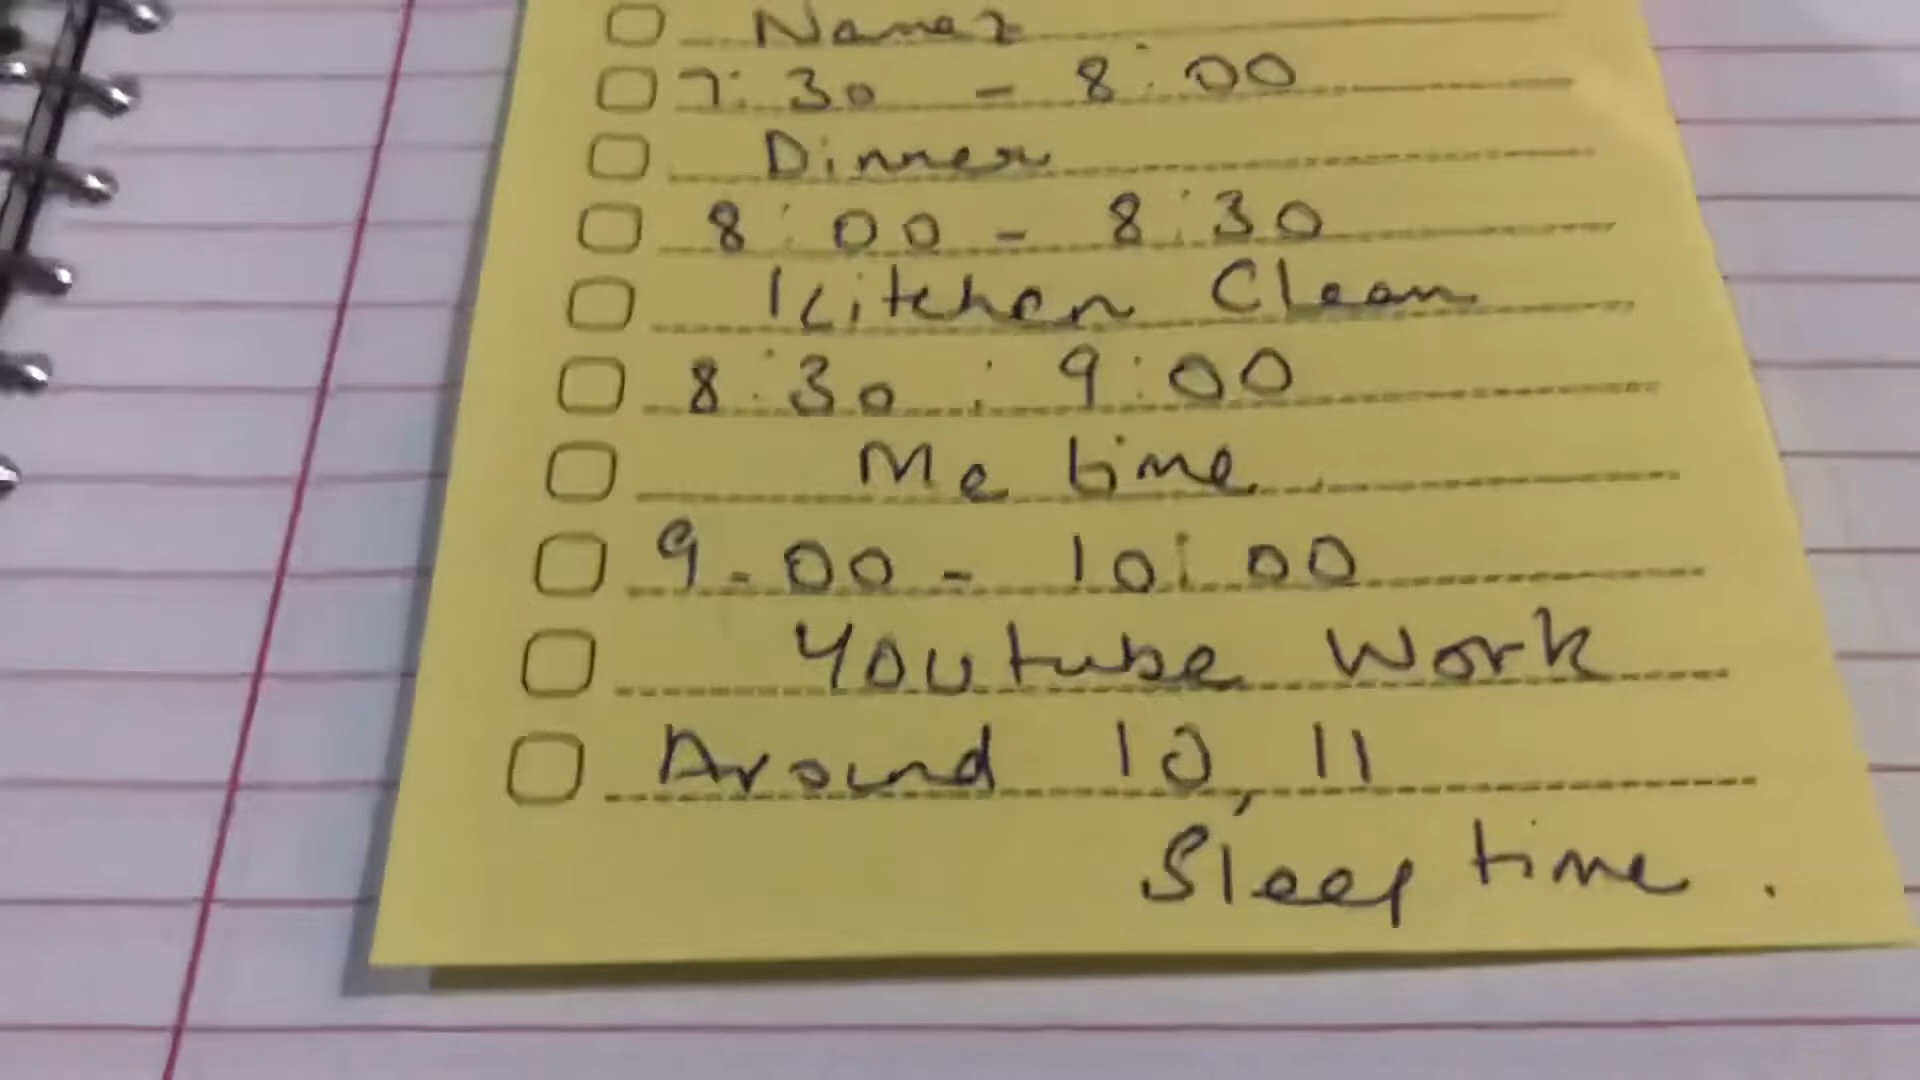 Namaz
7:30 - 8:00
Dinner
8:00 - 8:30
Kitchen Clean
8:30 : 9:00
Me time
9-00 - 10:00
Youtube Work
Around 10, 11
Sleep time.